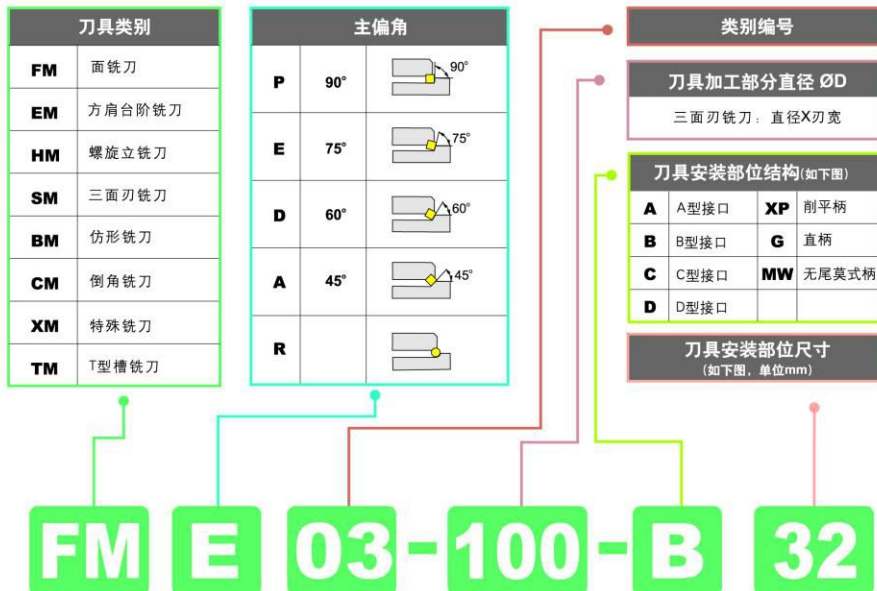 刀具类别
FM 面铣刀
EM 方肩台阶铣刀
HM 螺旋立铣刀
SM 三面刃铣刀
BM 仿形铣刀
CM 倒角铣刀
XM 特殊铣刀
TM T型槽铣刀
主偏角
P 90° 90°
E 75° 75°
D 60° 60°
A 45° 45°
R
类别编号
刀具加工部分直径 ØD
三面刃铣刀：直径X刃宽
刀具安装部位结构(如下图)
A A型接口 XP 削平柄
B B型接口 G 直柄
C C型接口 MW 无尾莫式柄
D D型接口
刀具安装部位尺寸
(如下图，单位mm)
FM E 03-100-B 32